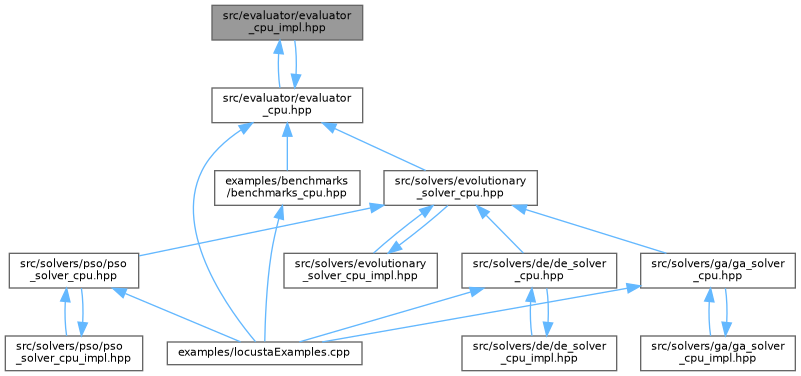 src/evaluator/evaluator
_cpu_impl.hpp
src/evaluator/evaluator
_cpu.hpp
examples/benchmarks
/benchmarks_cpu.hpp
src/solvers/evolutionary
_solver_cpu.hpp
src/solvers/pso/pso
_solver_cpu.hpp
src/solvers/evolutionary
_solver_cpu_impl.hpp
src/solvers/de/de_solver
_cpu.hpp
src/solvers/ga/ga_solver
_cpu.hpp
src/solvers/pso/pso
_solver_cpu_impl.hpp
examples/locustaExamples.cpp
src/solvers/de/de_solver
_cpu_impl.hpp
src/solvers/ga/ga_solver
_cpu_impl.hpp